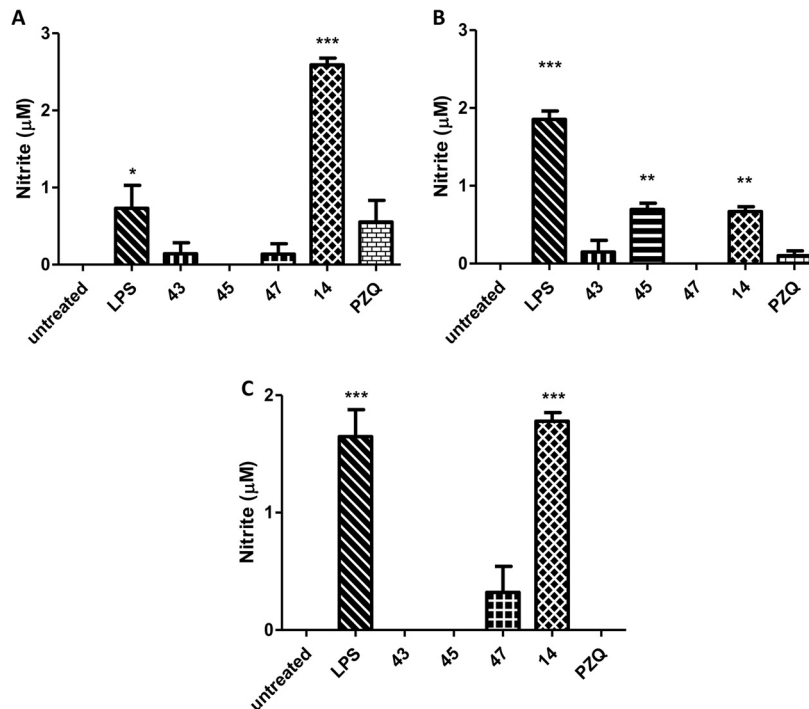 A
Nitrite (μM)
3
2
1
0
*
***
untreated
LPS
43
45
47
14
PZQ
B
Nitrite (μM)
3
2
1
0
***
**
**
untreated
LPS
43
45
47
14
PZQ
C
Nitrite (μM)
2
1
0
***
***
untreated
LPS
43
45
47
14
PZQ